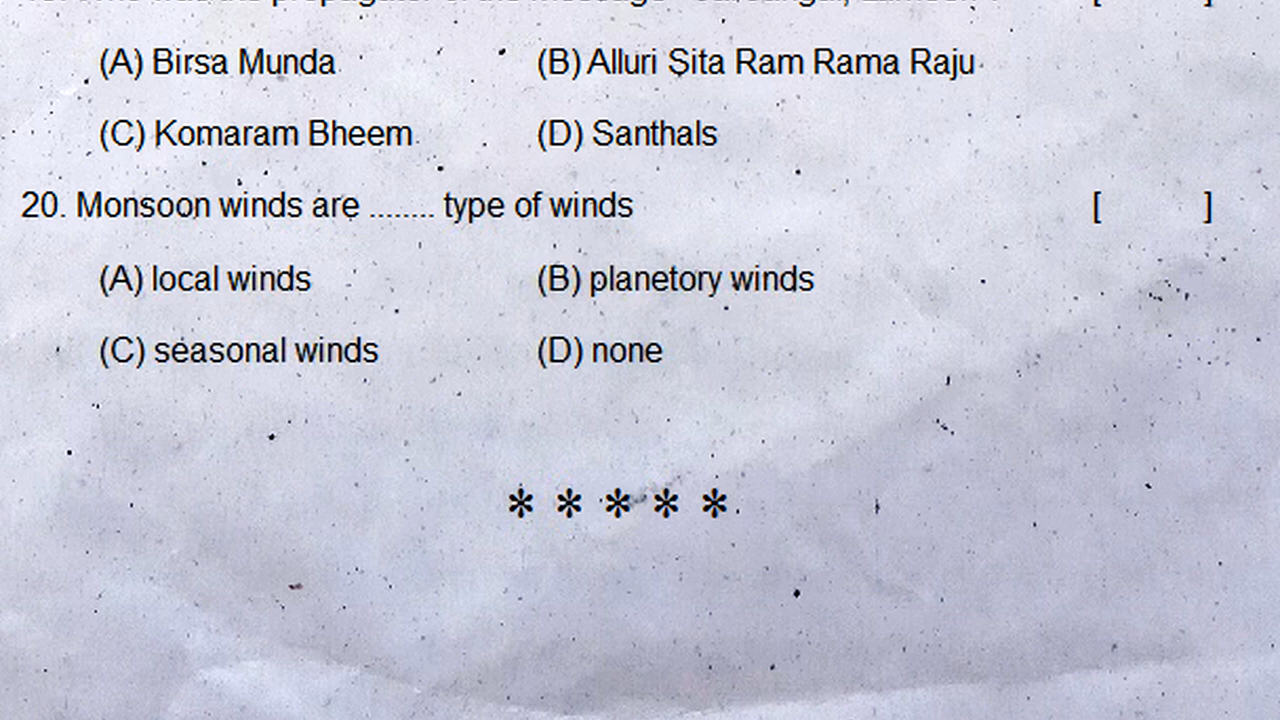 (A) Birsa Munda (B) Alluri Sita Ram Rama Raju
(C) Komaram Bheem (D) Santhals
20. Monsoon winds are ........ type of winds [ ]
(A) local winds (B) planetory winds
(C) seasonal winds (D) none
* * * * *